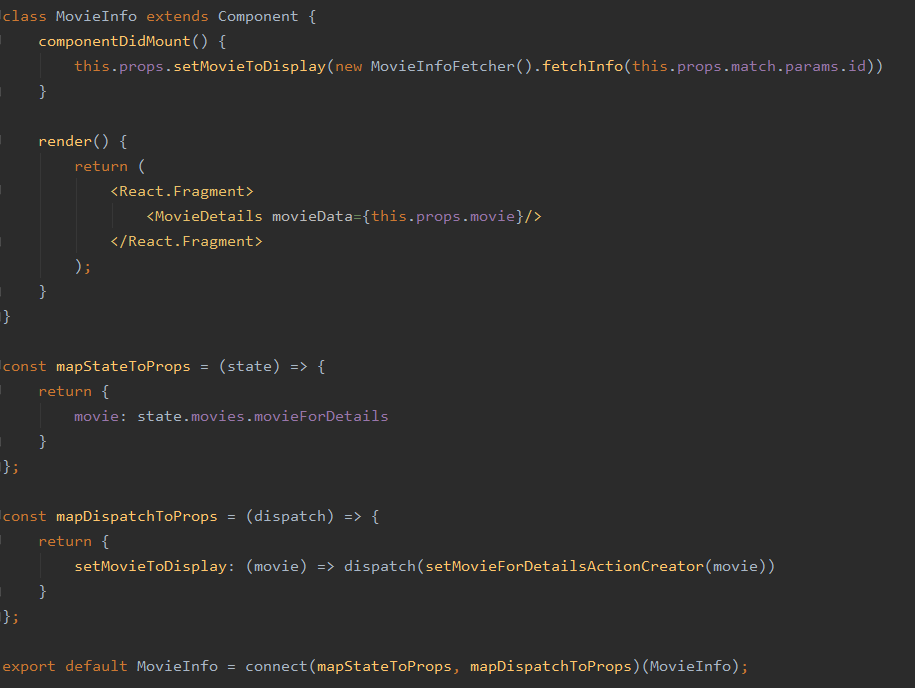 class MovieInfo extends Component {
    componentDidMount() {
        this.props.setMovieToDisplay(new MovieInfoFetcher().fetchInfo(this.props.match.params.id))
    }

    render() {
        return (
            <React.Fragment>
                <MovieDetails movieData={this.props.movie}/>
            </React.Fragment>
        );
    }
}

const mapStateToProps = (state) => {
    return {
        movie: state.movies.movieForDetails
    }
};

const mapDispatchToProps = (dispatch) => {
    return {
        setMovieToDisplay: (movie) => dispatch(setMovieForDetailsActionCreator(movie))
    }
};

export default MovieInfo = connect(mapStateToProps, mapDispatchToProps)(MovieInfo);